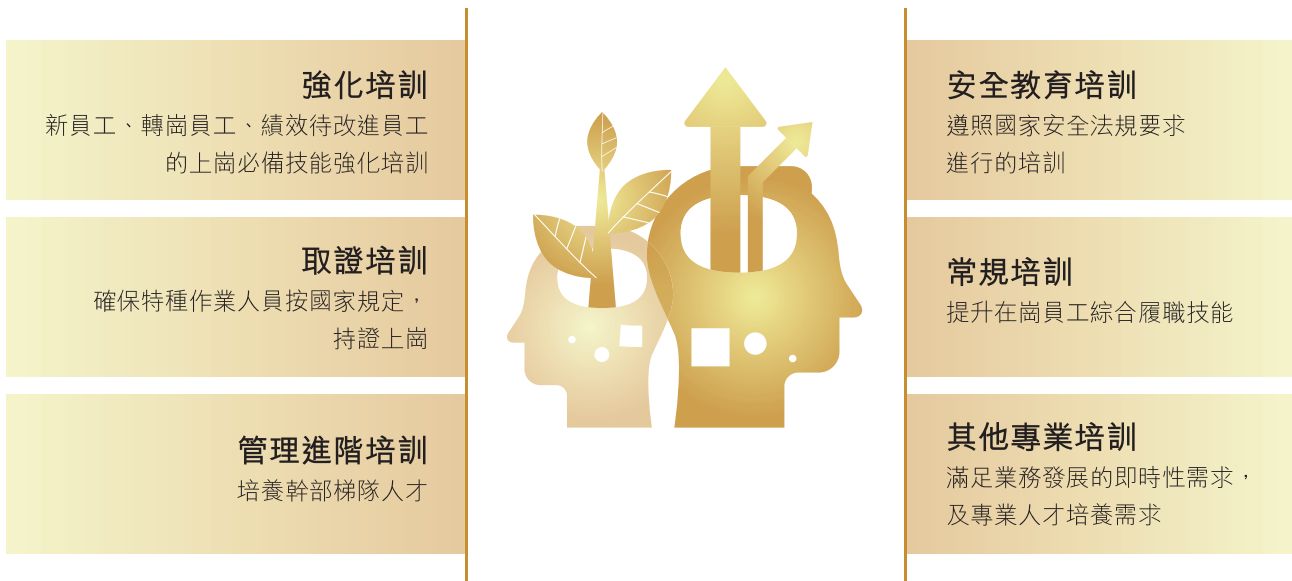 強化培訓
新員工、轉崗員工、績效待改進員工
的上崗必備技能強化培訓
取證培訓
確保特種作業人員按國家規定，
持證上崗
管理進階培訓
培養幹部梯隊人才
安全教育培訓
遵照國家安全法規要求
進行的培訓
常規培訓
提升在崗員工綜合履職技能
其他專業培訓
滿足業務發展的即時性需求，
及專業人才培養需求